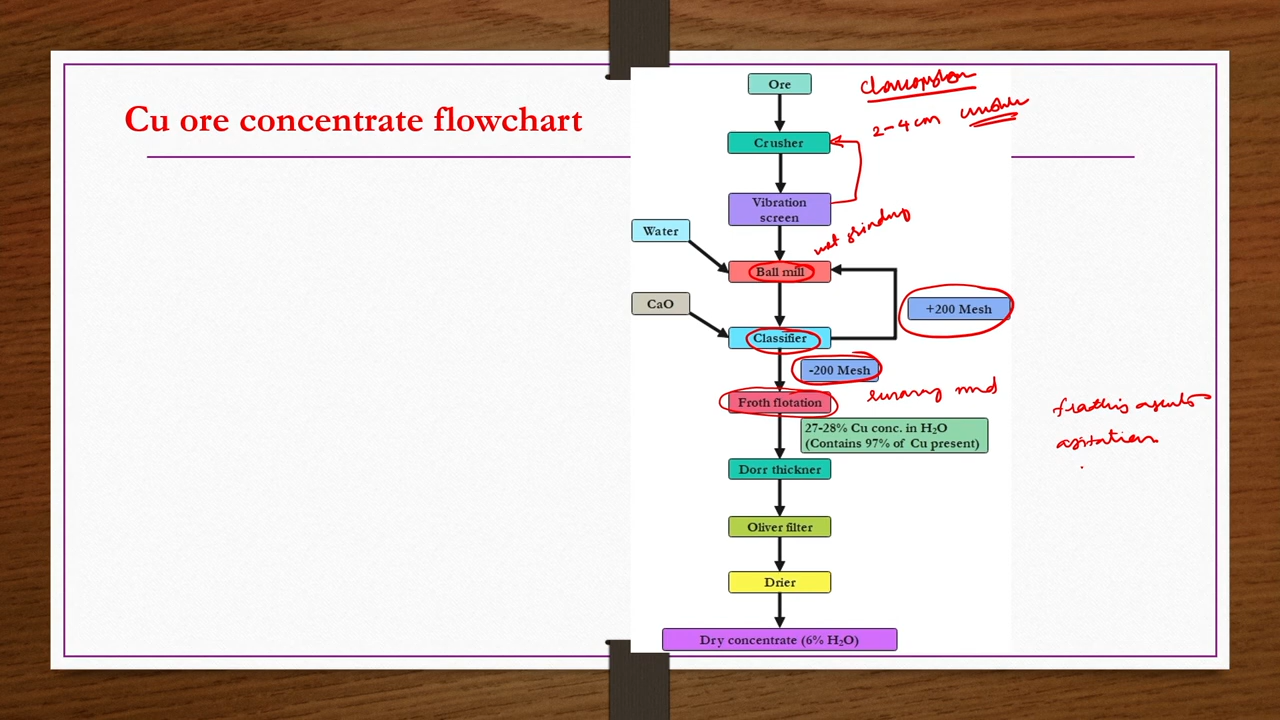 Cu ore concentrate flowchart
Ore
2-4 cm
Crusher
Vibration
screen
wet grinding
Water
Ball mill
CaO
+200 Mesh
Classifier
-200 Mesh
Froth flotation
27-28% Cu conc. in H₂O
(Contains 97% of Cu present)
agitation
Dorr thickner
Oliver filter
Drier
Dry concentrate (6% H₂O)